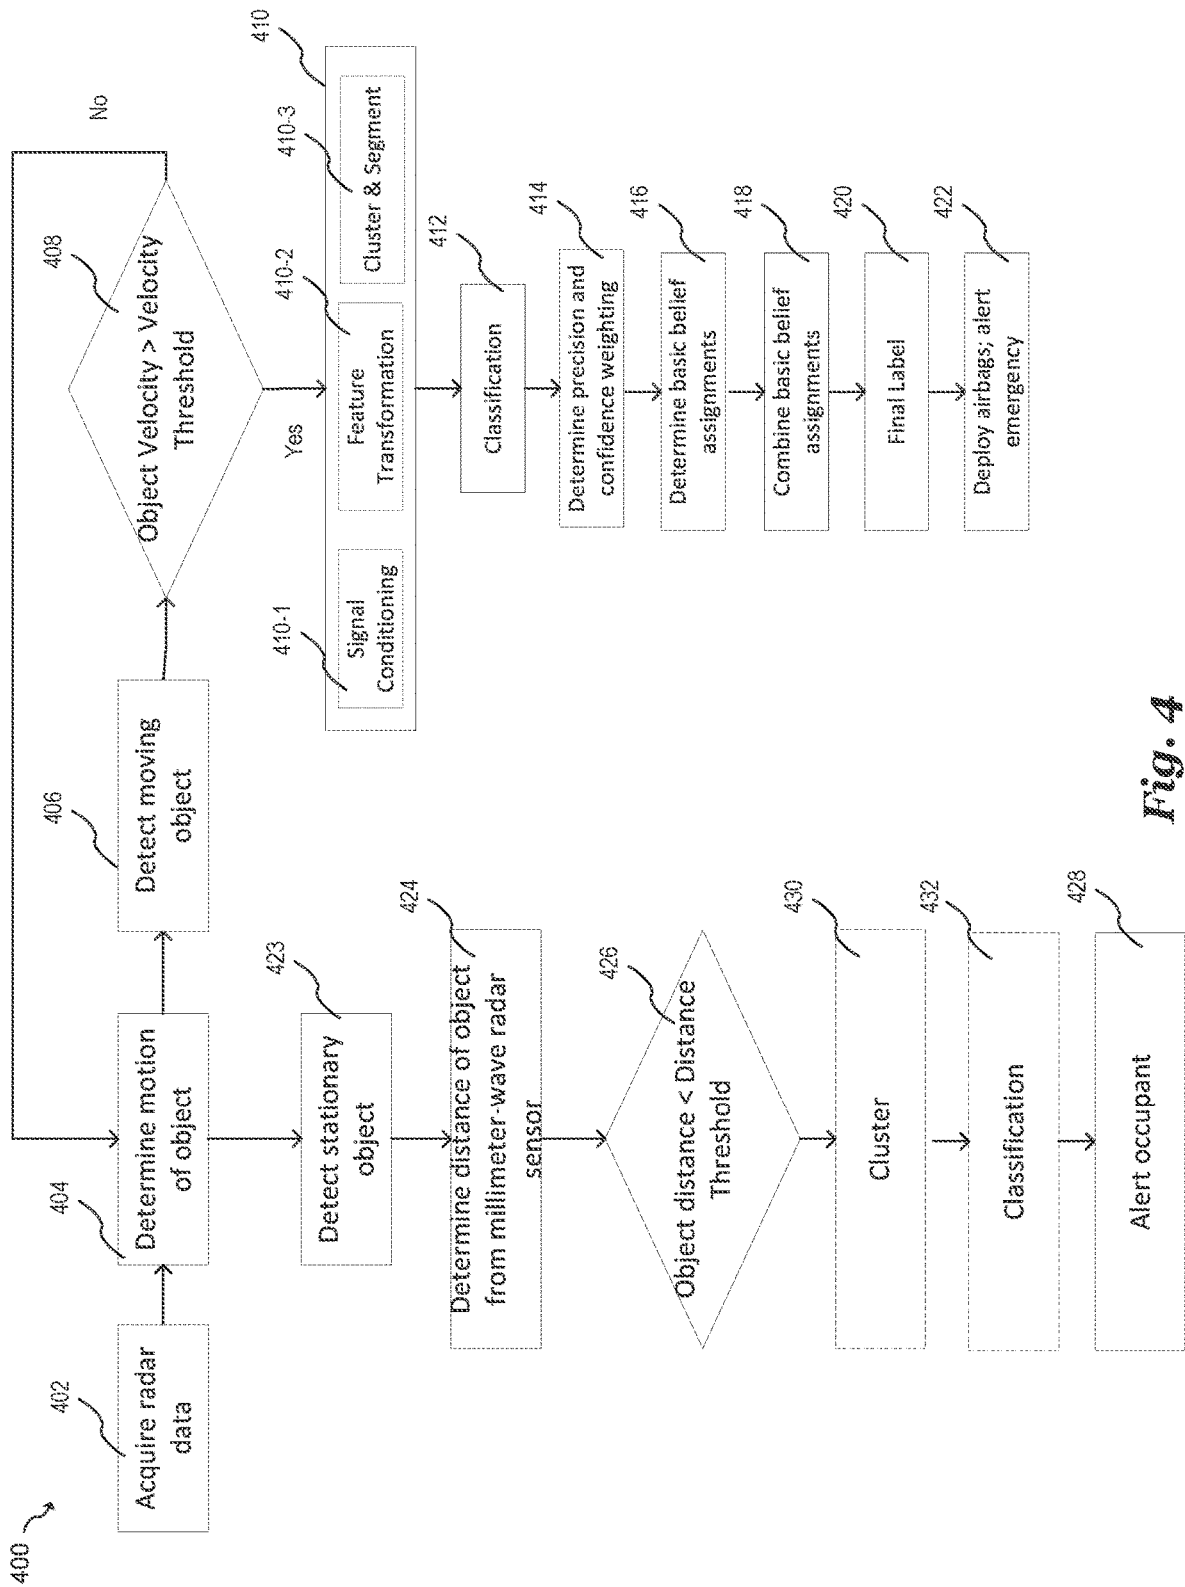 400
402
Acquire radar
data
404
Determine motion
of object
406
Detect moving
object
408
Object Velocity > Velocity
Threshold
No
Yes
410
410-1
Signal
Conditioning
410-2
Feature
Transformation
410-3
Cluster & Segment
412
Classification
414
Determine precision and
confidence weighting
416
Determine basic belief
assignments
418
Combine basic belief
assignments
420
Final Label
422
Deploy airbags; alert
emergency
423
Detect stationary
object
424
Determine distance of object
from millimeter-wave radar
sensor
426
Object distance < Distance
Threshold
430
Cluster
432
Classification
428
Alert occupant
Fig. 4